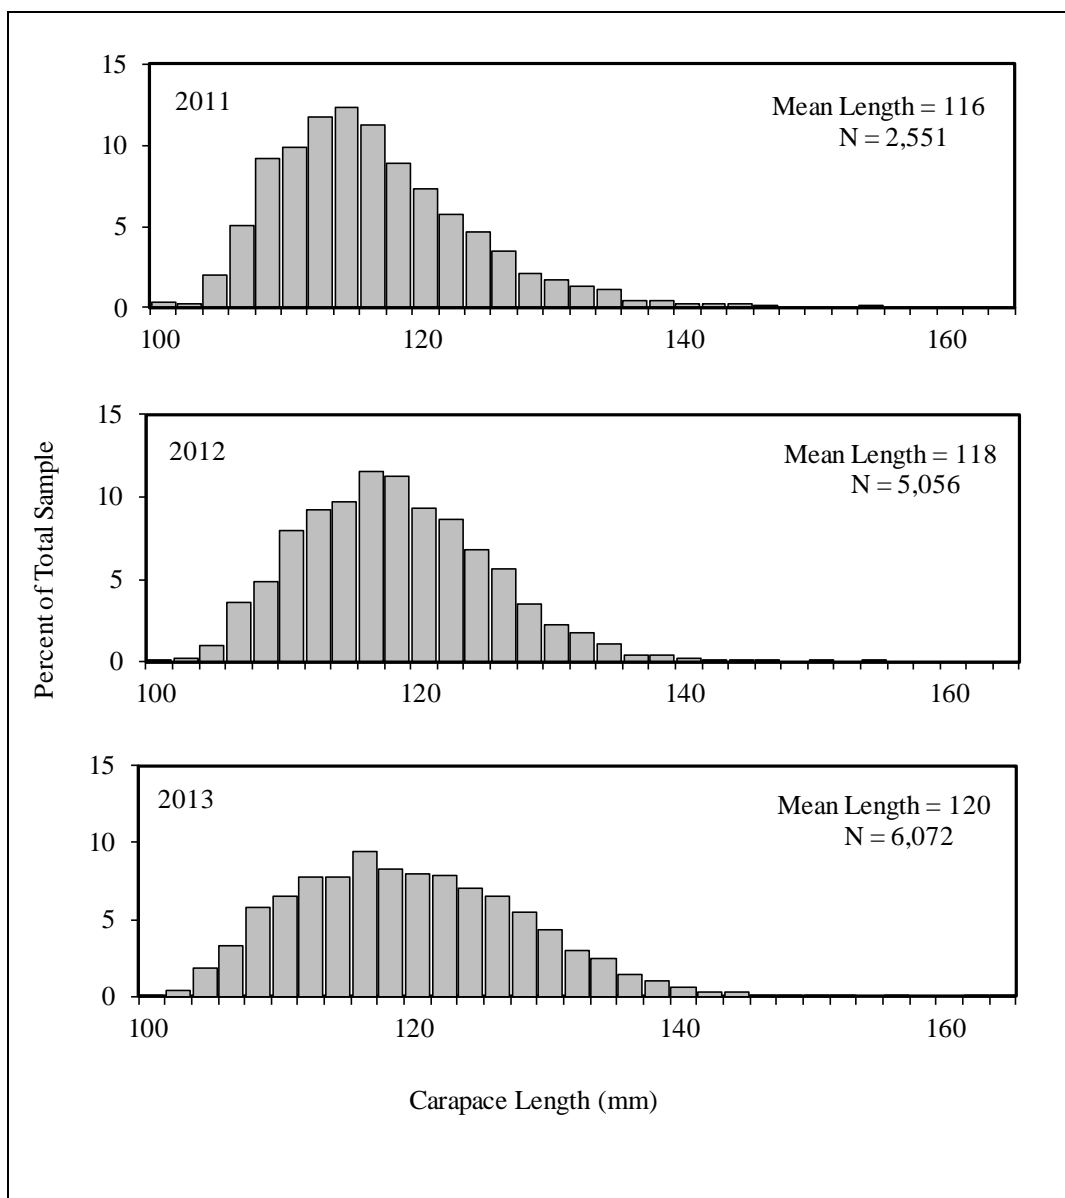 15
2011
Mean Length = 116
N = 2,551
10
5
0
100 120 140 160
15
2012
Mean Length = 118
N = 5,056
10
5
0
100 120 140 160
Percent of Total Sample
15
2013
Mean Length = 120
N = 6,072
10
5
0
100 120 140 160
Carapace Length (mm)